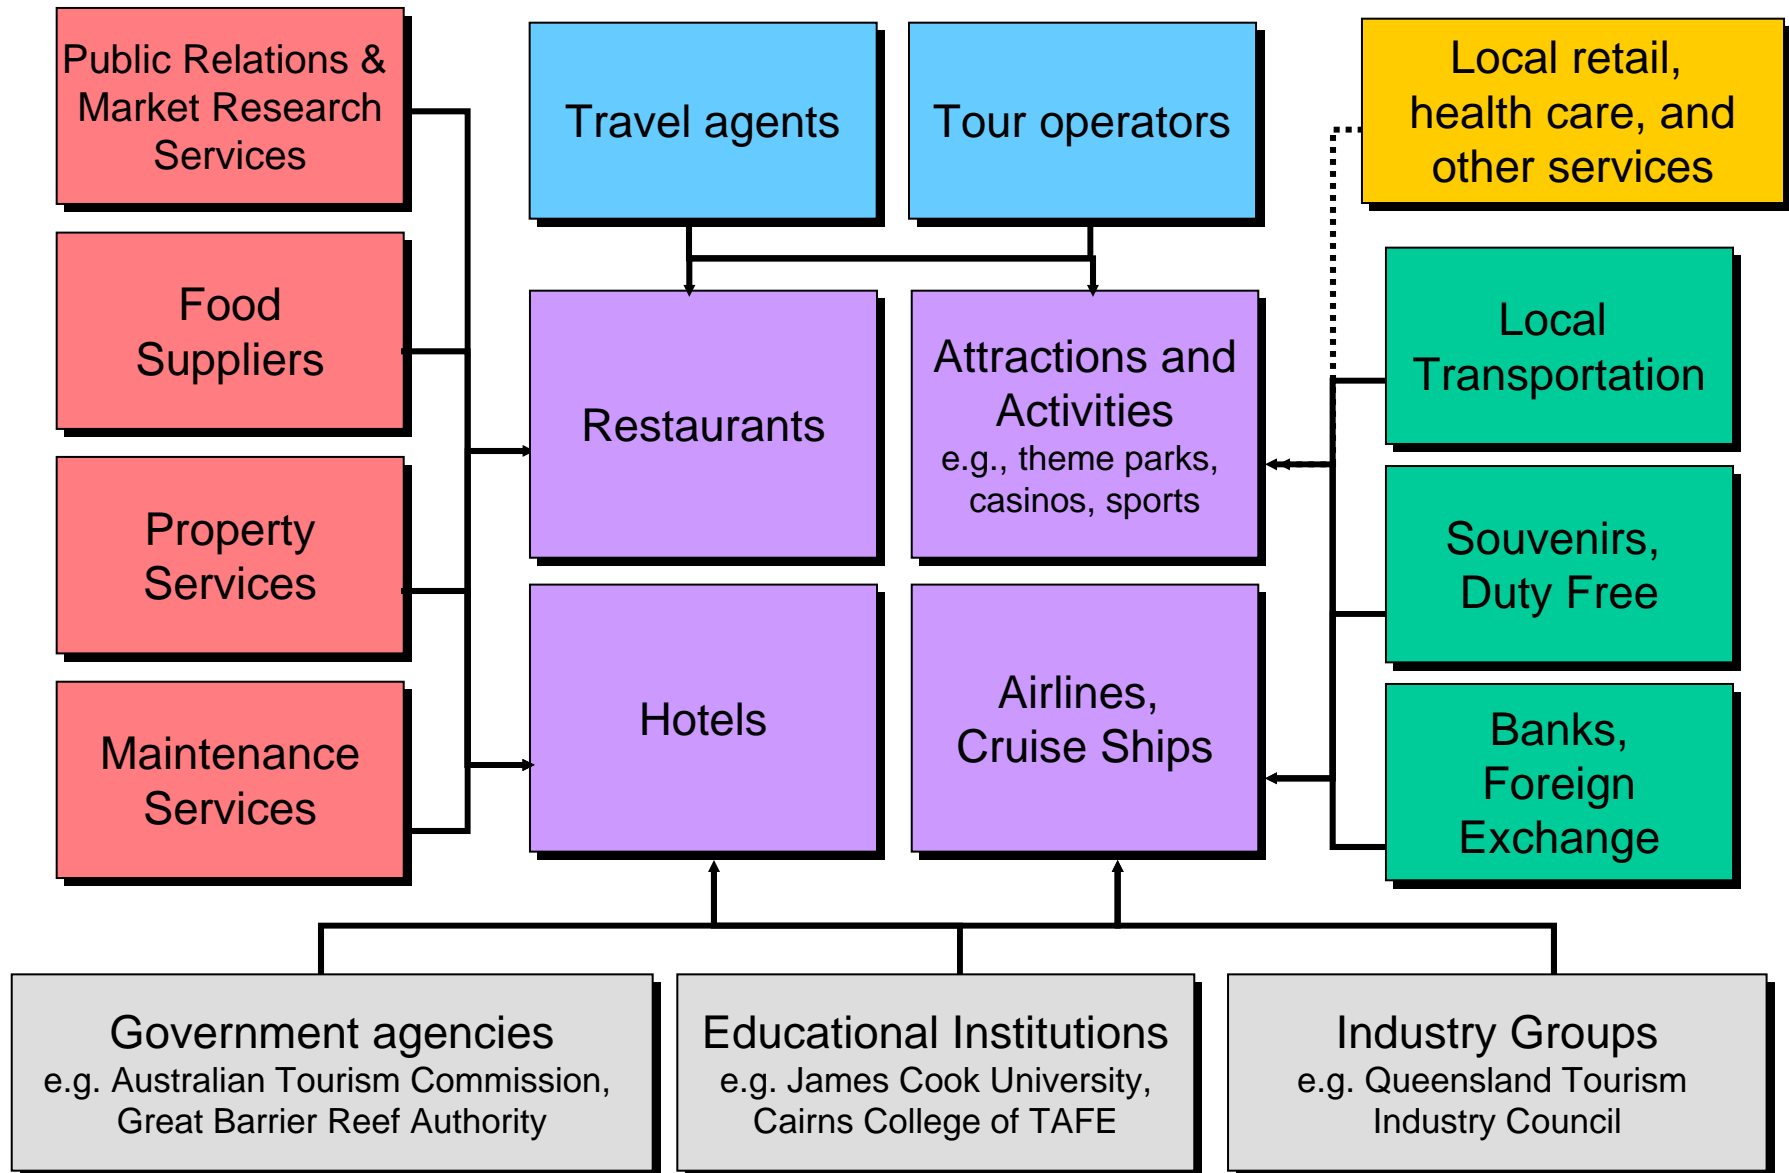 Public Relations &
Market Research
Services
Travel agents
Tour operators
Local retail,
health care, and
other services
Food
Suppliers
Restaurants
Attractions and
Activities
e.g., theme parks,
casinos, sports
Local
Transportation
Property
Services
Souvenirs,
Duty Free
Maintenance
Services
Hotels
Airlines,
Cruise Ships
Banks,
Foreign
Exchange
Government agencies
e.g. Australian Tourism Commission,
Great Barrier Reef Authority
Educational Institutions
e.g. James Cook University,
Cairns College of TAFE
Industry Groups
e.g. Queensland Tourism
Industry Council